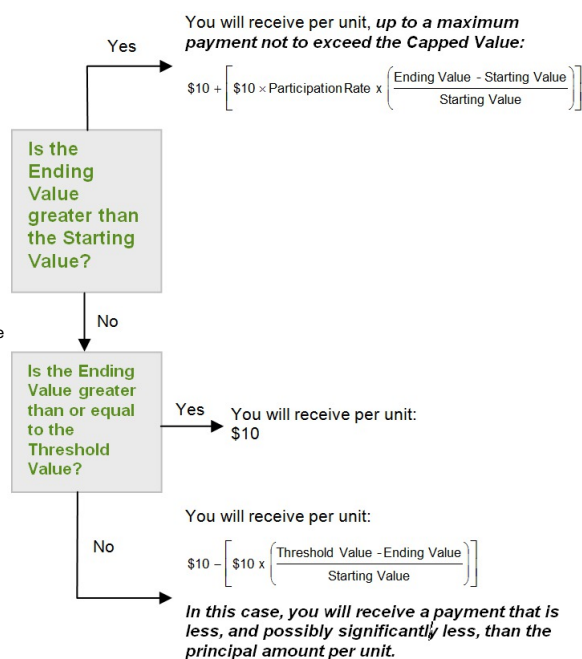 You will receive per unit, up to a maximum
Yes
payment not to exceed the Capped Value:
$10 + [$10 × Participation Rate x (Ending Value - Starting Value / Starting Value)]
Is the
Ending
Value
greater than
the Starting
Value?
No
e
Is the Ending
Value greater
than or equal
to the
Threshold
Value?
Yes
You will receive per unit:
$10
You will receive per unit:
No
$10 – [$10 x (Threshold Value - Ending Value / Starting Value)]
In this case, you will receive a payment that is
less, and possibly significantly less, than the
principal amount per unit.